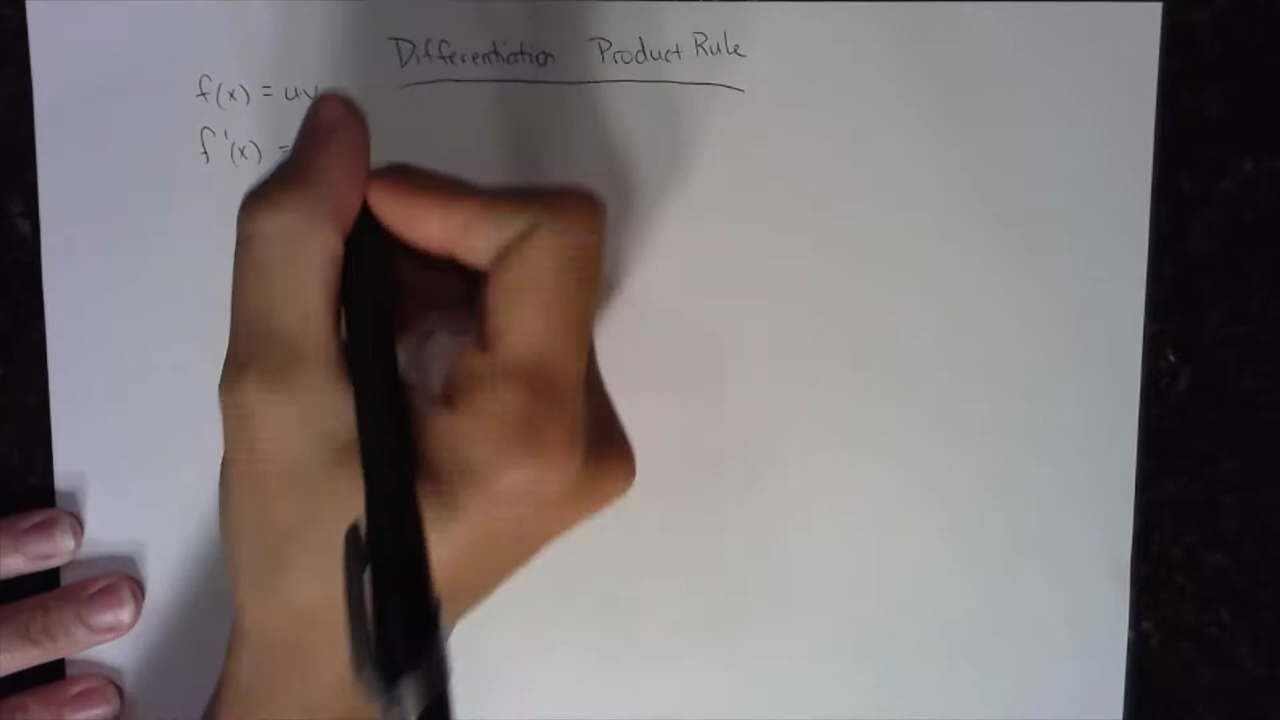 Differentiation Product Rule
f(x) = uv
f'(x) =